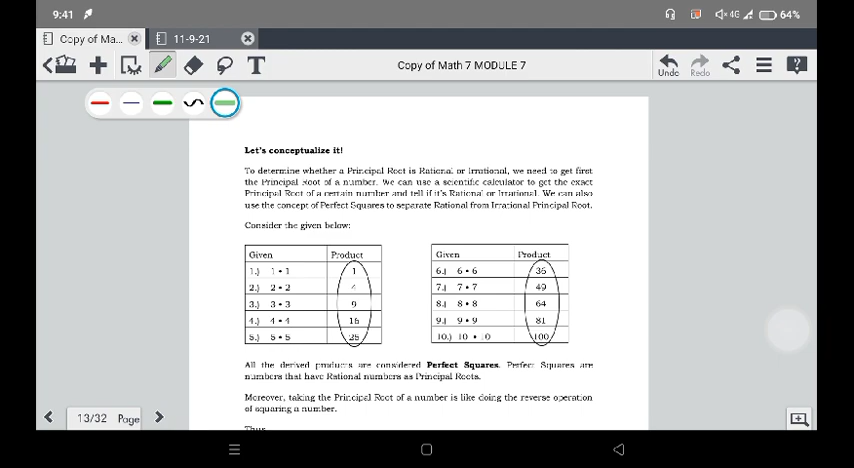 9:41 4G 64%
Copy of Ma... 11-9-21
T Copy of Math 7 MODULE 7 Undo Redo
Let's conceptualize it!
To determine whether a Principal Root is Rational or Irrational, we need to get first
the Principal Root of a number. We can use a scientific calculator to get the exact
Principal Root of a certain number and tell if it's Rational or Irrational. We can also
use the concept of Perfect Squares to separate Rational from Irrational Principal Root.
Consider the given below:
Given Product
1.) 1 • 1 1
2.) 2 • 2 4
3.) 3 • 3 9
4.) 4 • 4 16
5.) 5 • 5 25
Given Product
6.) 6 • 6 36
7.) 7 • 7 49
8.) 8 • 8 64
9.) 9 • 9 81
10.) 10 • 10 100
All the derived products are considered Perfect Squares. Perfect Squares are
numbers that have Rational numbers as Principal Roots.
Moreover, taking the Principal Root of a number is like doing the reverse operation
of squaring a number.
Thus
13/32 Page